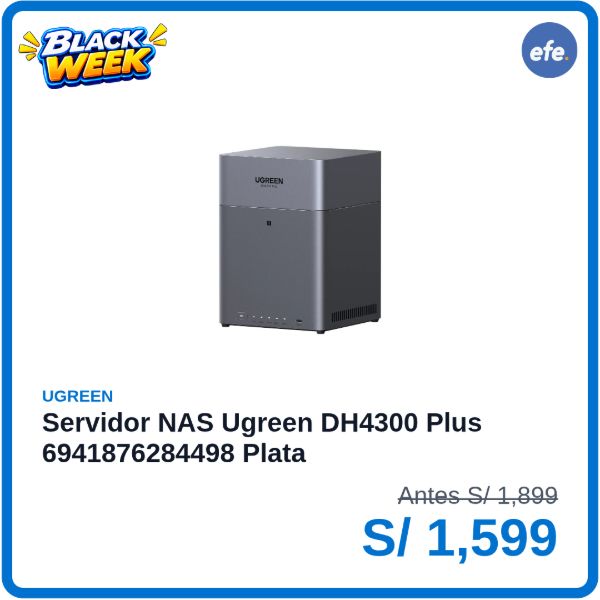 BLACK
WEEK
efe.
UGREEN
UGREEN
Servidor NAS Ugreen DH4300 Plus
6941876284498 Plata
Antes S/ 1,899
S/ 1,599